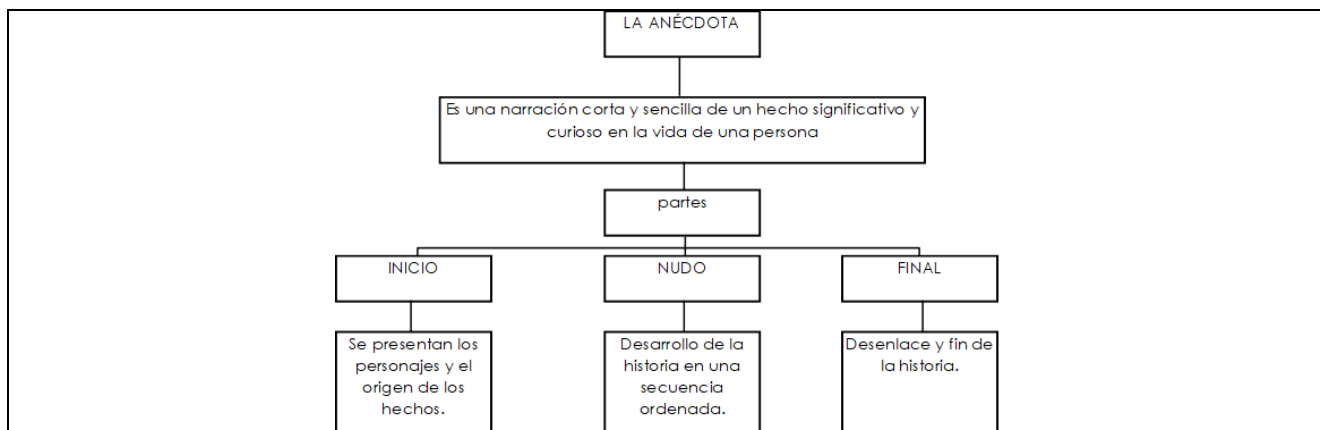 LA ANÉCDOTA
Es una narración corta y sencilla de un hecho significativo y
curioso en la vida de una persona
partes
INICIO
NUDO
FINAL
Se presentan los
personajes y el
origen de los
hechos.
Desarrollo de la
historia en una
secuencia
ordenada.
Desenlace y fin de
la historia.